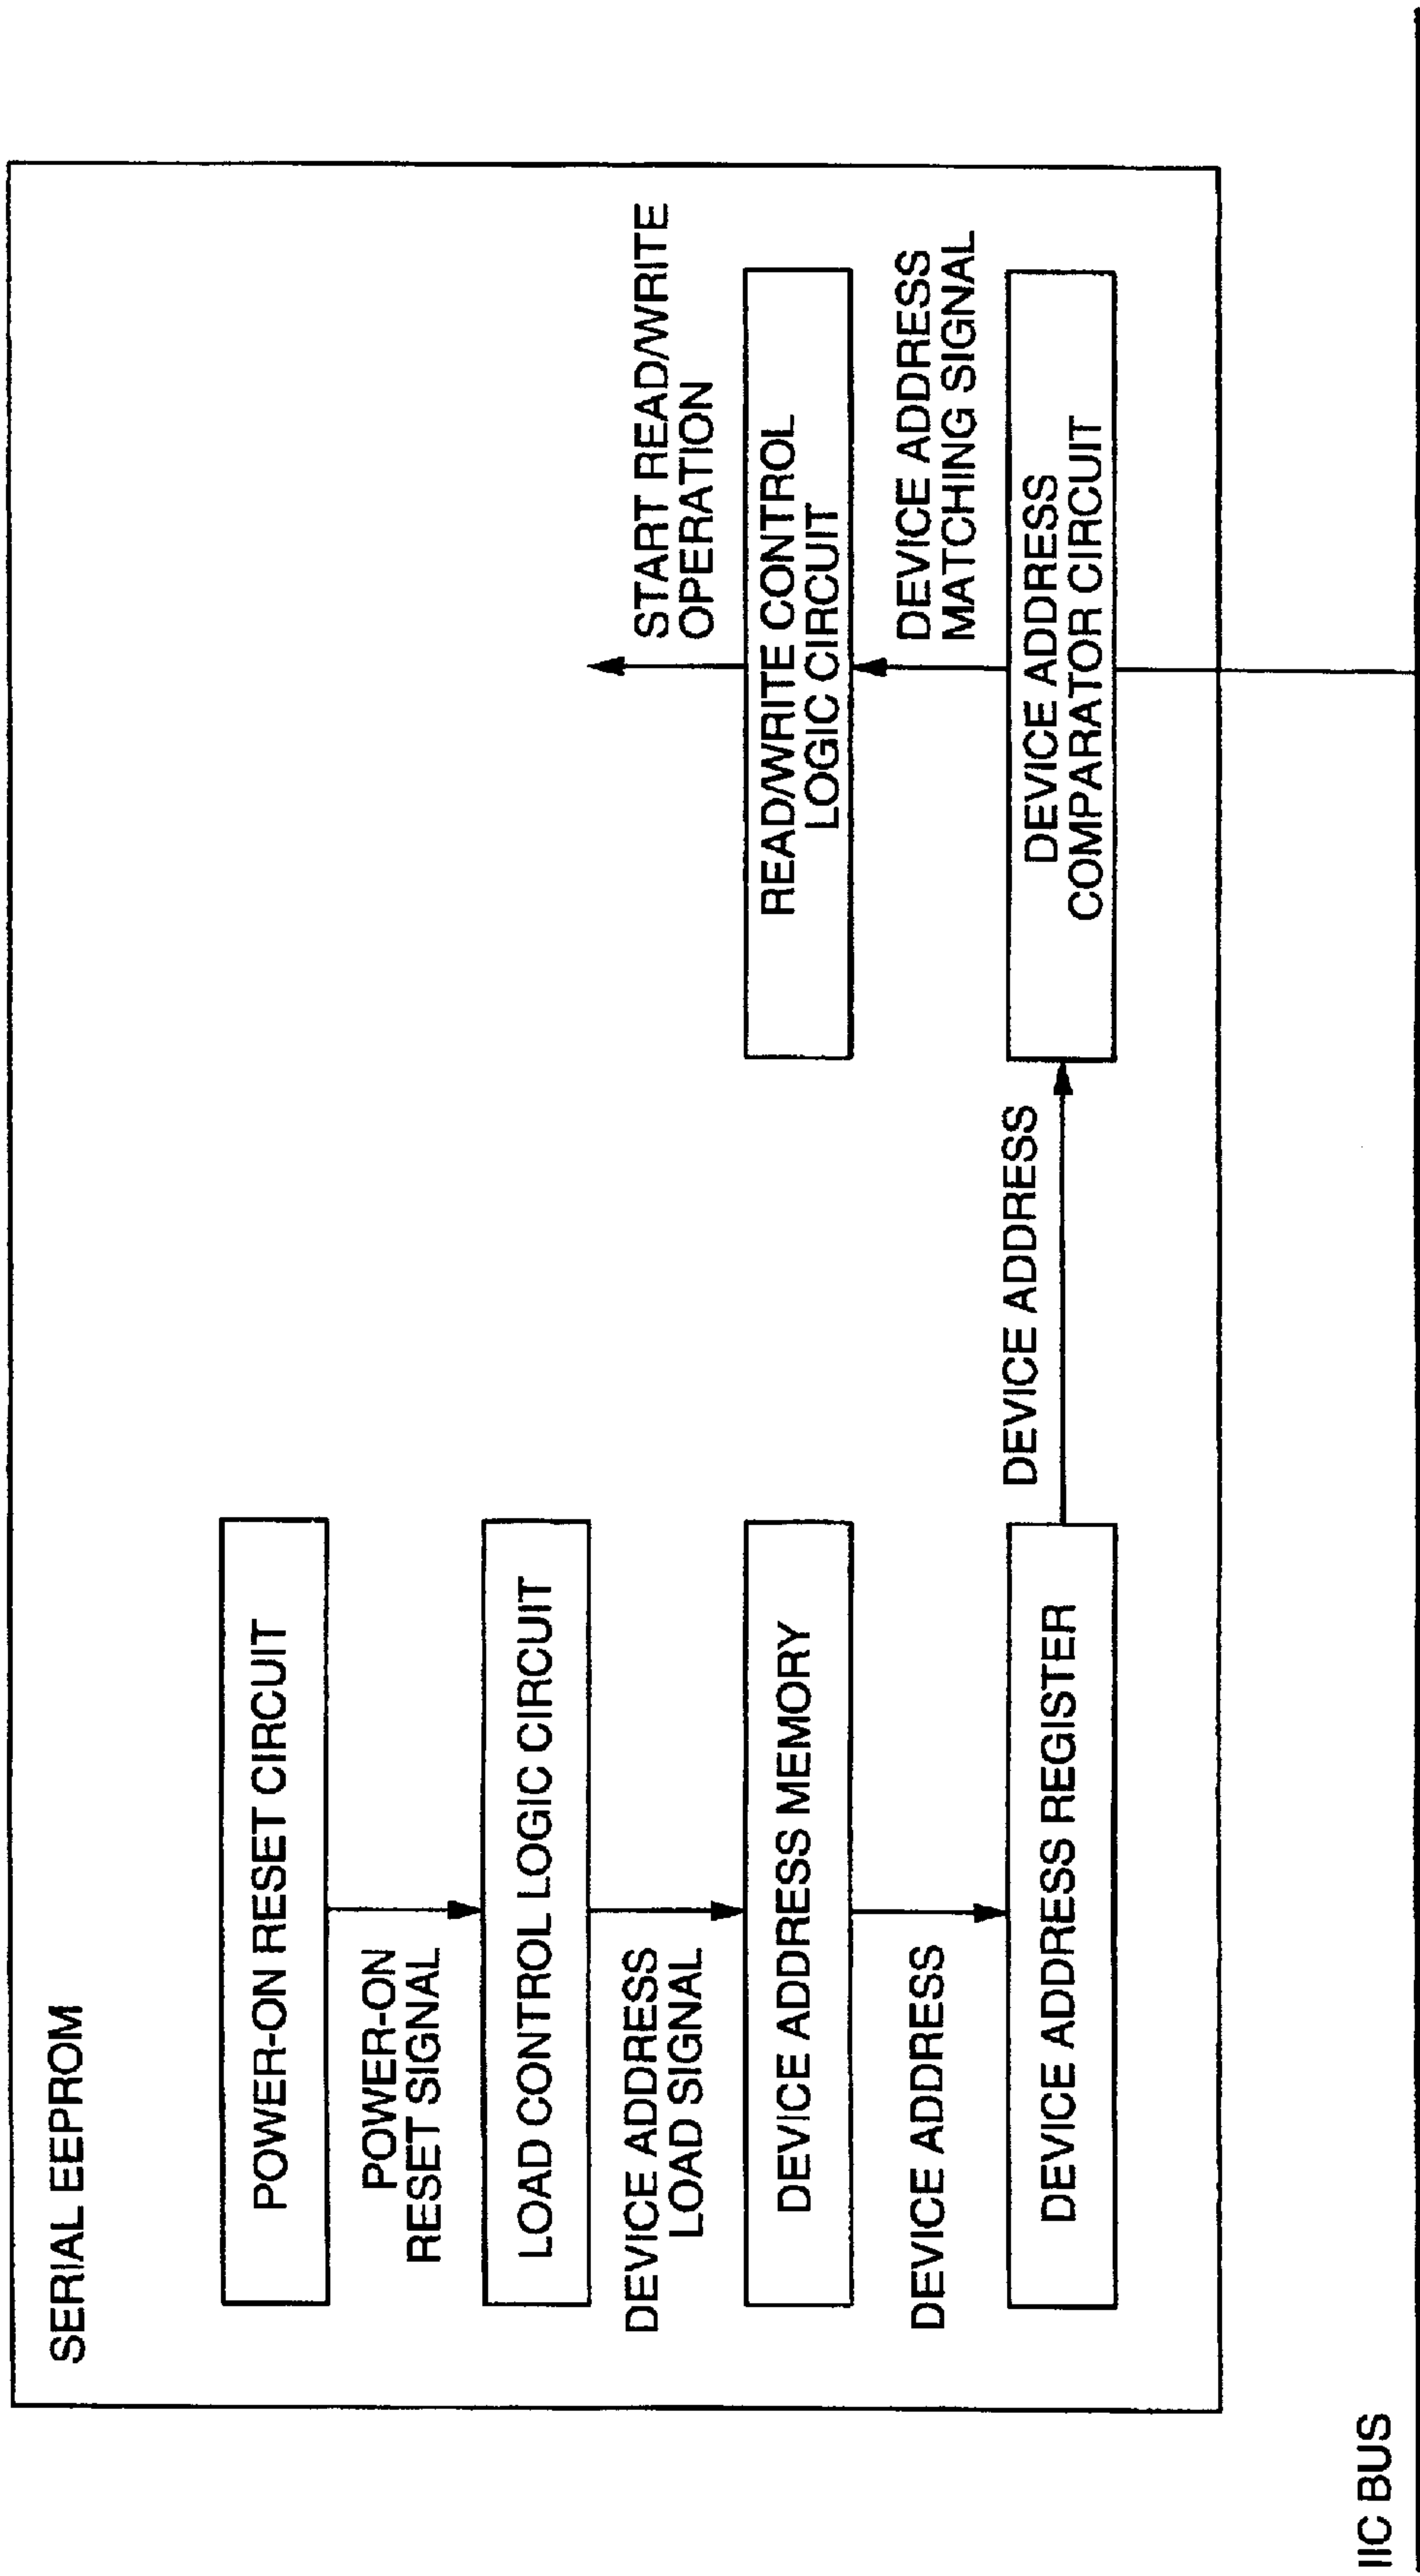 SERIAL EEPROM
POWER-ON RESET CIRCUIT
POWER-ON
RESET SIGNAL
LOAD CONTROL LOGIC CIRCUIT
DEVICE ADDRESS
LOAD SIGNAL
DEVICE ADDRESS MEMORY
DEVICE ADDRESS
DEVICE ADDRESS REGISTER
DEVICE ADDRESS
START READ/WRITE
OPERATION
READ/WRITE CONTROL
LOGIC CIRCUIT
DEVICE ADDRESS
MATCHING SIGNAL
DEVICE ADDRESS
COMPARATOR CIRCUIT
IIC BUS